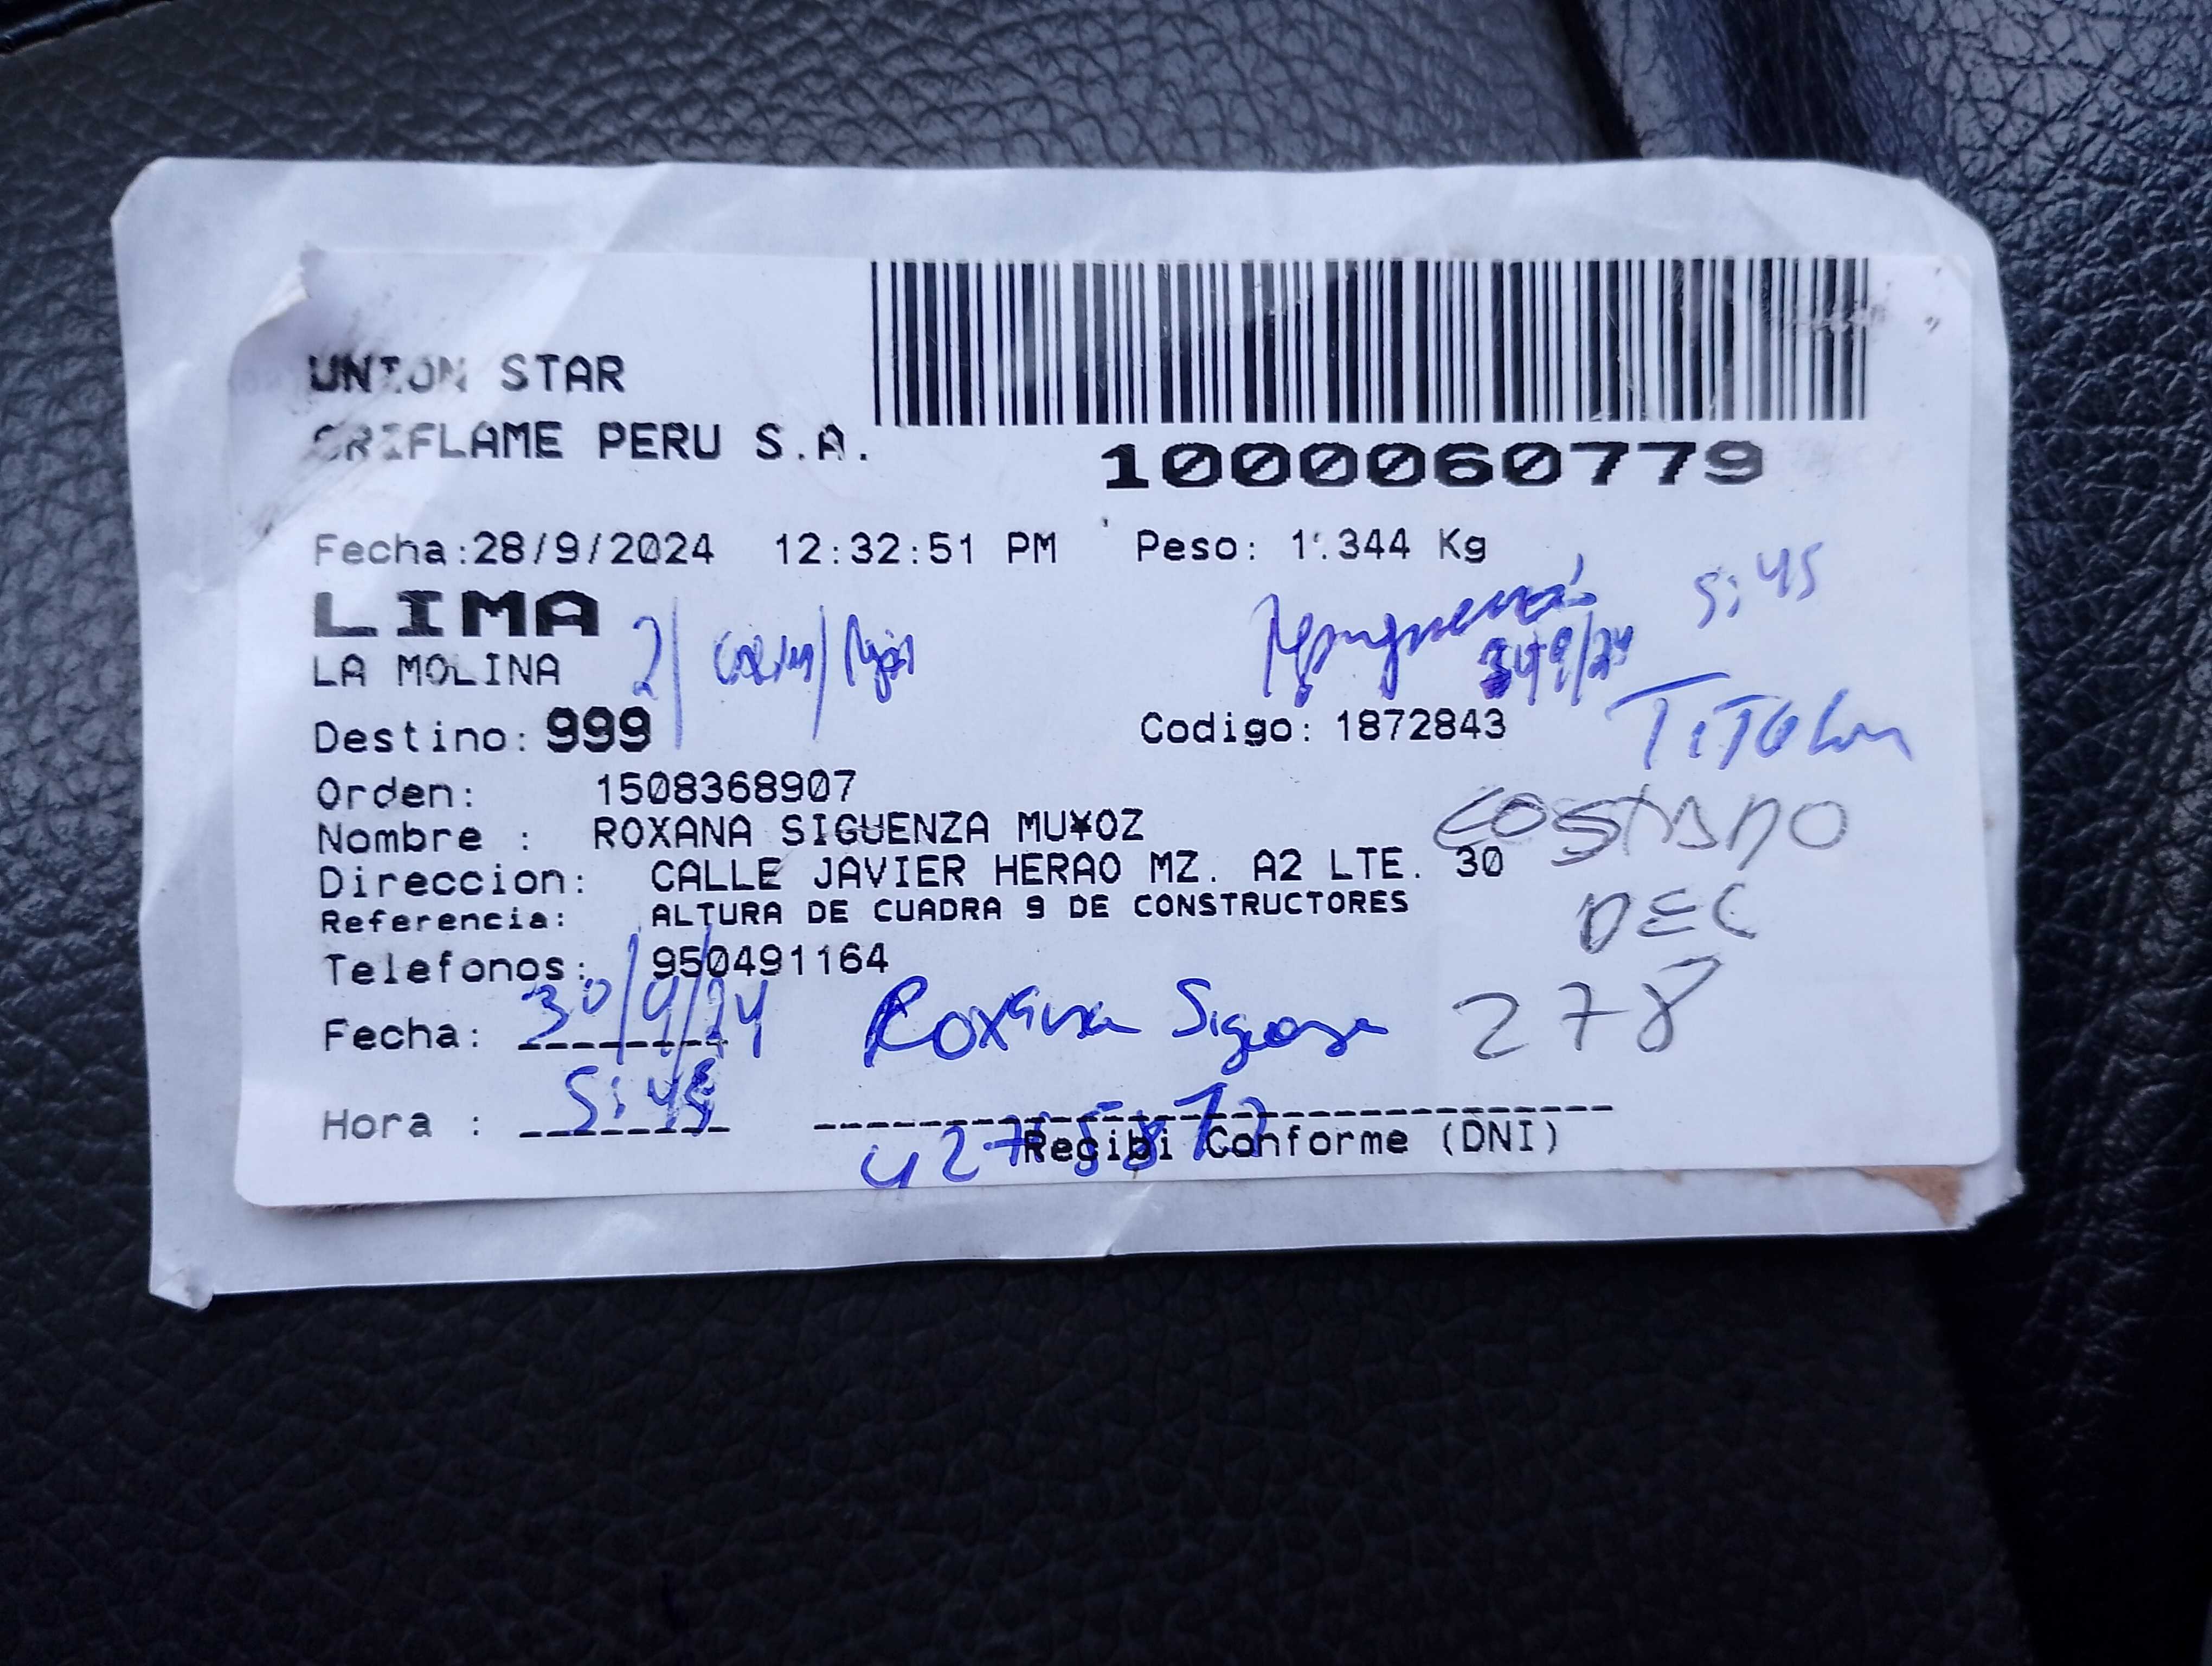 UNION STAR
ORIFLAME PERU S.A.
1000060779
Fecha:28/9/2024 12:32:51 PM Peso: 1.344 Kg
LIMA
5:45
LA MOLINA 2/
Destino: 999 Codigo: 1872843
TiTular
Orden: 1508368907
Nombre : ROXANA SIGUENZA MU¥OZ
COSTADO
Direccion: CALLE JAVIER HERAO MZ. A2 LTE. 30
Referencia: ALTURA DE CUADRA 9 DE CONSTRUCTORES
DEC
Telefonos: 950491164
Fecha: 30/9/24 Roxana 278
Hora : 5:45
Recibi Conforme (DNI)